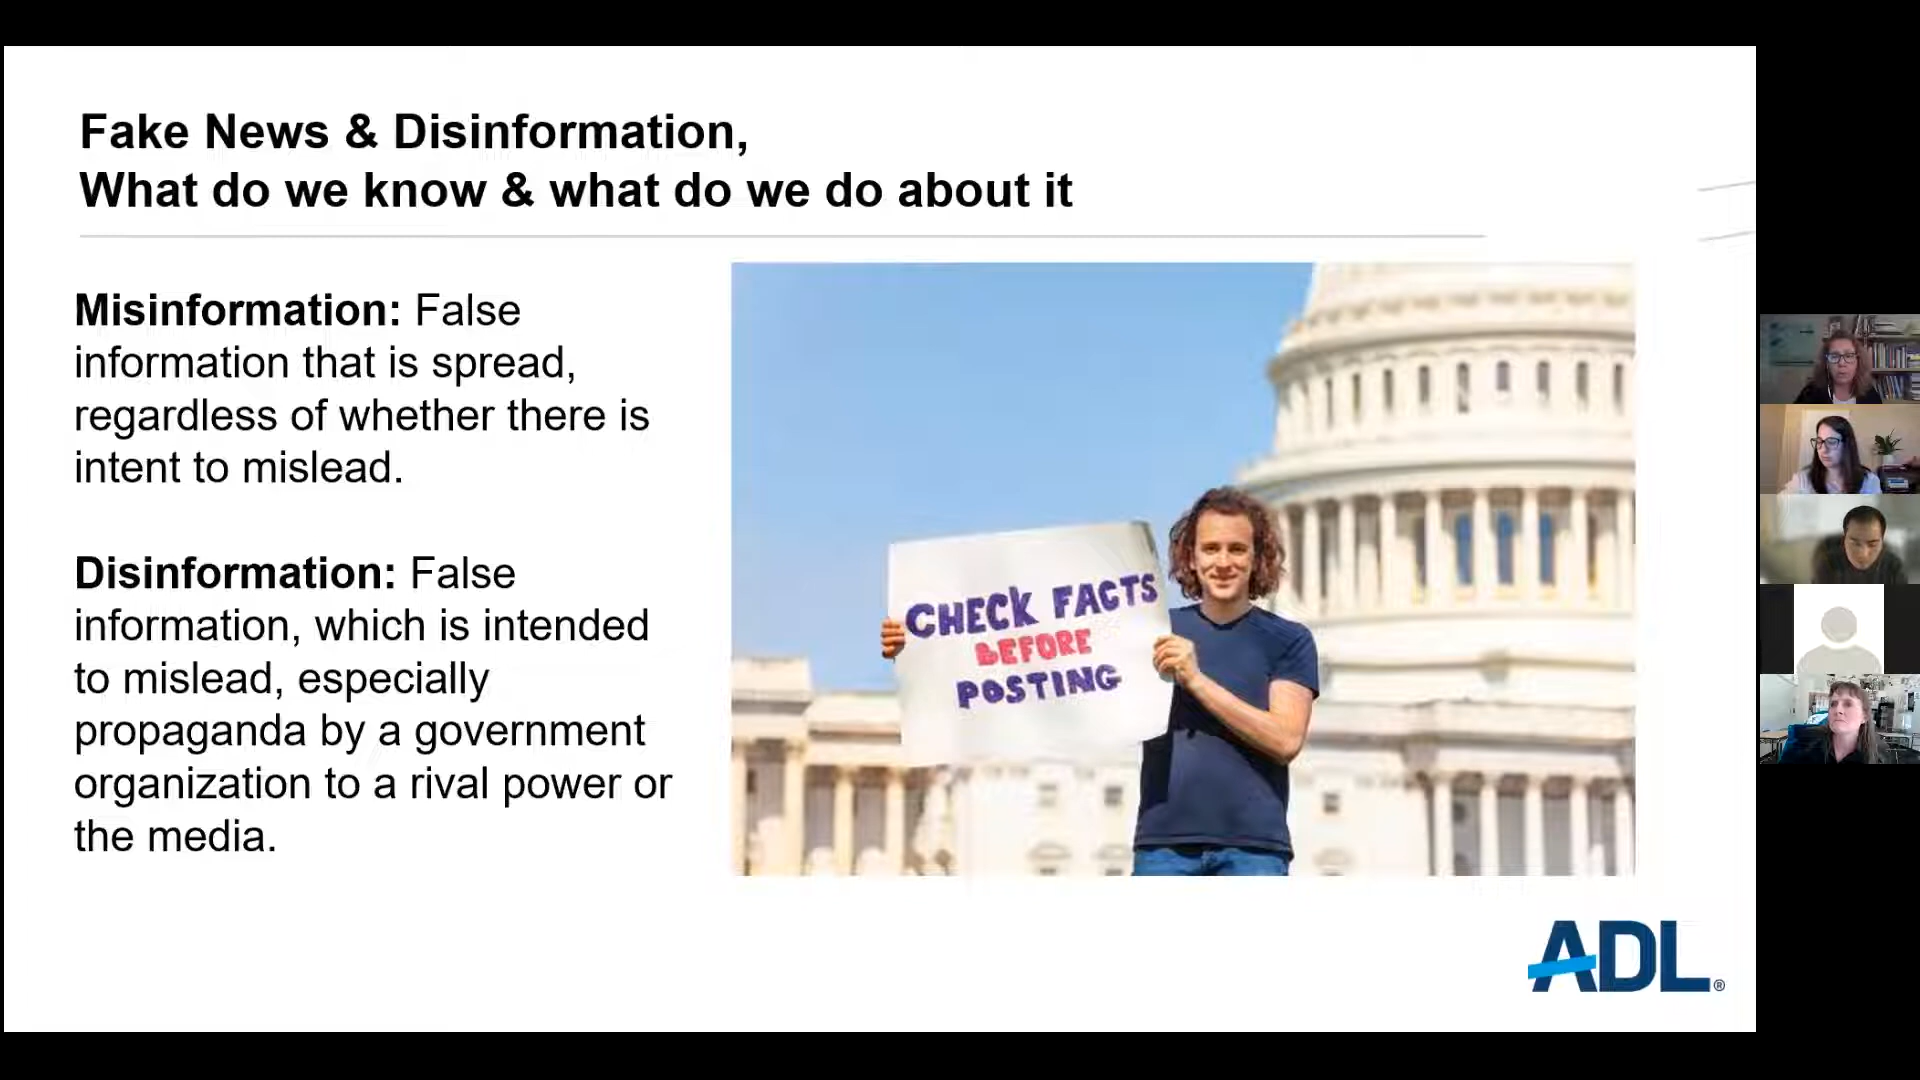 Fake News & Disinformation,
What do we know & what do we do about it
Misinformation: False
information that is spread,
regardless of whether there is
intent to mislead.
Disinformation: False
information, which is intended
to mislead, especially
propaganda by a government
organization to a rival power or
the media.
CHECK FACTS
BEFORE
POSTING
ADL®